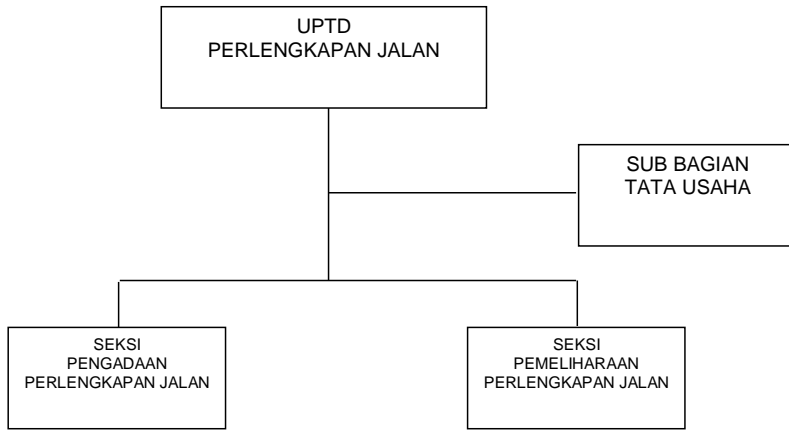 UPTD
PERLENGKAPAN JALAN
SUB BAGIAN
TATA USAHA
SEKSI
PENGADAAN
PERLENGKAPAN JALAN
SEKSI
PEMELIHARAAN
PERLENGKAPAN JALAN